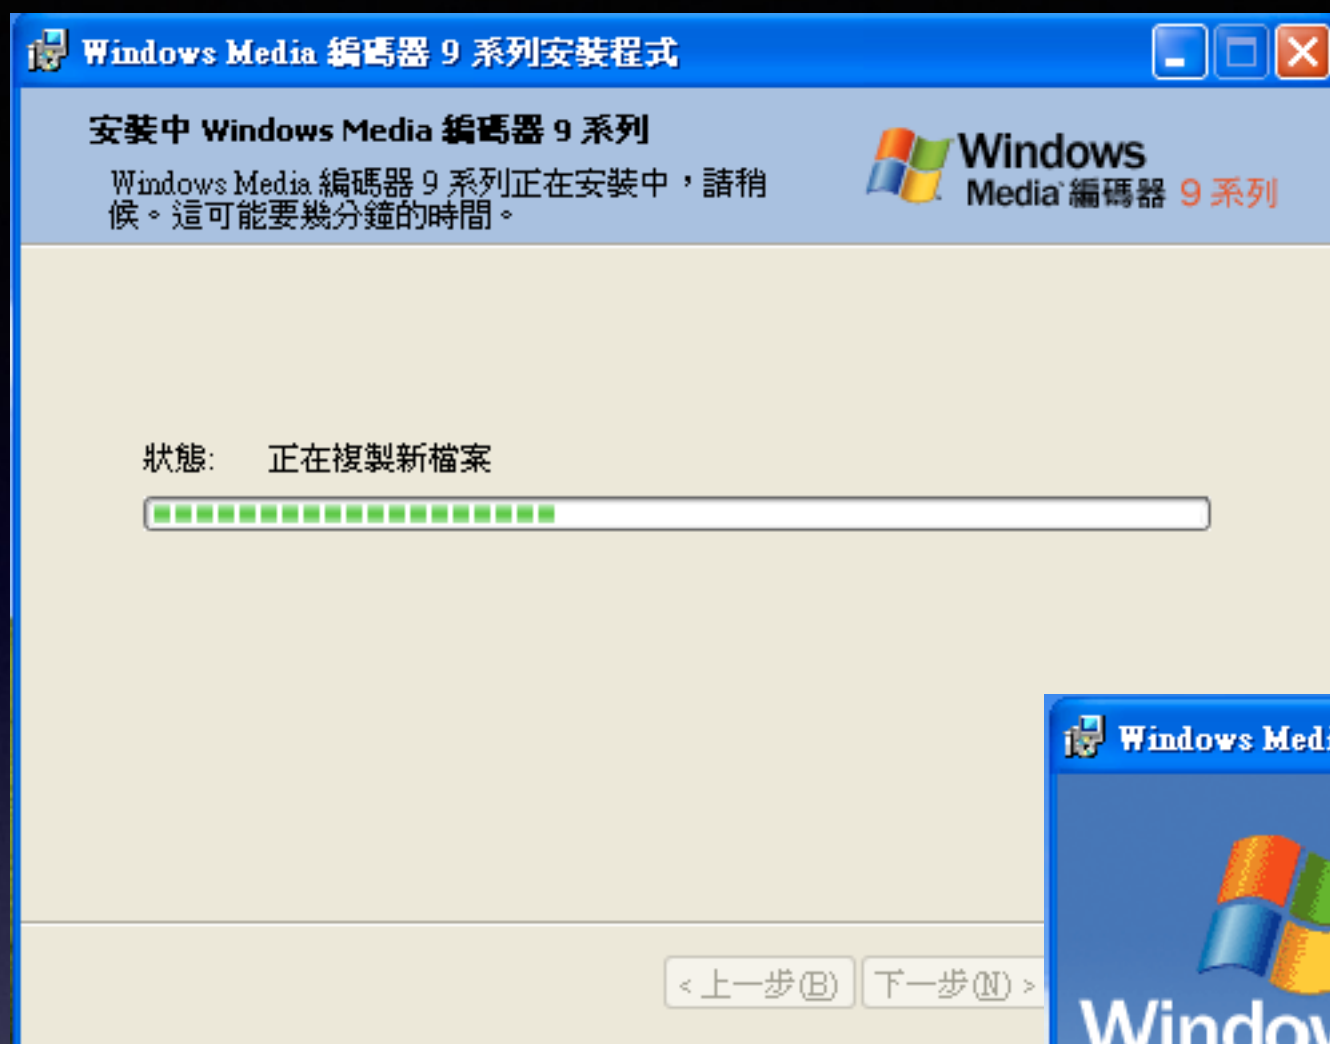 Windows Media 編碼器 9 系列安裝程式
安裝中 Windows Media 編碼器 9 系列
Windows Media 編碼器 9 系列正在安裝中，請稍
候。這可能要幾分鐘的時間。
Windows
Media 編碼器 9 系列
狀態: 正在複製新檔案
< 上一步(B) 下一步(N) >
Windows Medi
Window